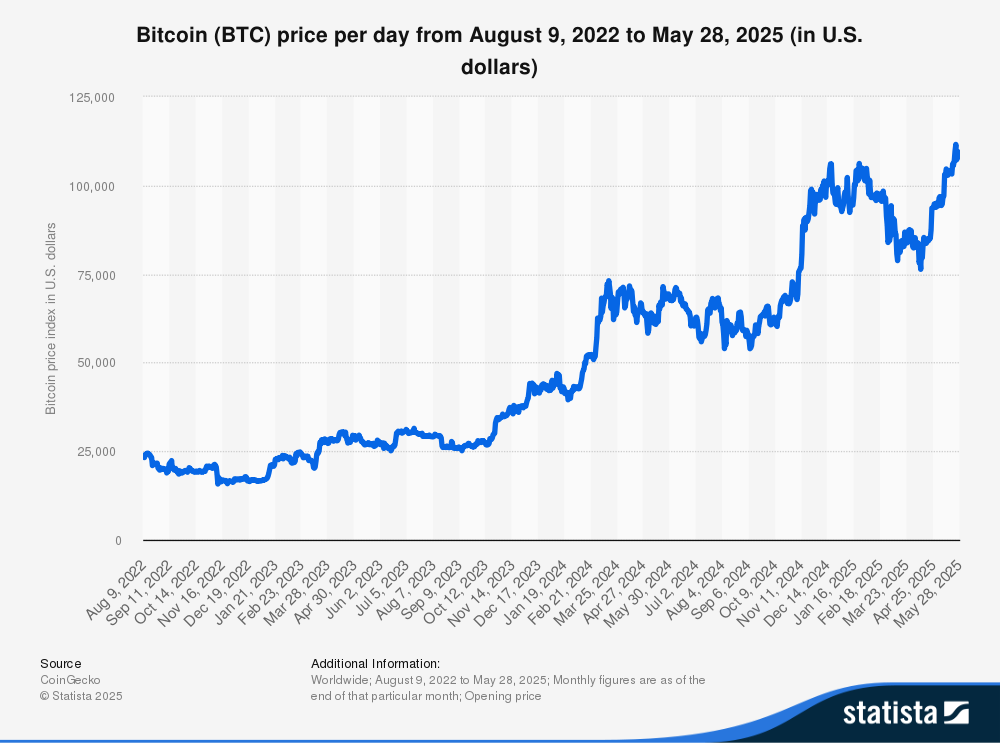 Bitcoin (BTC) price per day from August 9, 2022 to May 28, 2025 (in U.S.
dollars)
125,000
100,000
75,000
50,000
25,000
0
Bitcoin price index in U.S. dollars
Aug 9, 2022
Sep 11, 2022
Oct 14, 2022
Nov 16, 2022
Dec 19, 2022
Jan 21, 2023
Feb 23, 2023
Mar 28, 2023
Apr 30, 2023
Jun 2, 2023
Jul 5, 2023
Aug 7, 2023
Sep 9, 2023
Oct 12, 2023
Nov 14, 2023
Dec 17, 2023
Jan 19, 2024
Feb 21, 2024
Mar 25, 2024
Apr 27, 2024
May 30, 2024
Jul 2, 2024
Aug 4, 2024
Sep 6, 2024
Oct 9, 2024
Nov 11, 2024
Dec 14, 2024
Jan 16, 2025
Feb 18, 2025
Mar 23, 2025
Apr 25, 2025
May 28, 2025
Source
CoinGecko
© Statista 2025
Additional Information:
Worldwide; August 9, 2022 to May 28, 2025; Monthly figures are as of the
end of that particular month; Opening price
statista